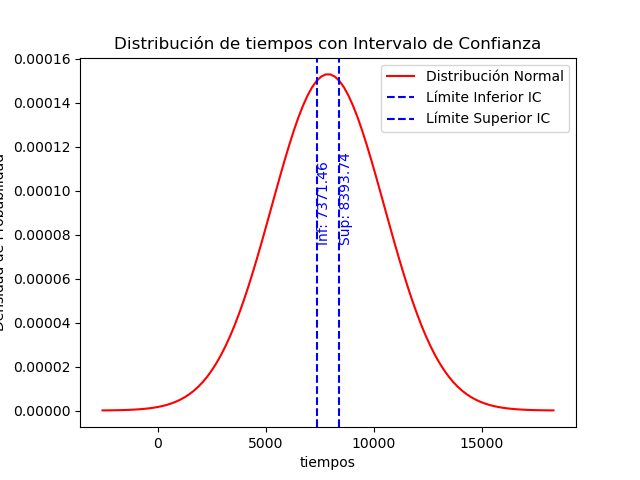 Distribución de tiempos con Intervalo de Confianza
Distribución Normal
Límite Inferior IC
Límite Superior IC
0.00016
0.00014
0.00012
0.00010
0.00008
0.00006
0.00004
0.00002
0.00000
Inf: 7371.46
Sup: 8393.74
0
5000
10000
15000
tiempos